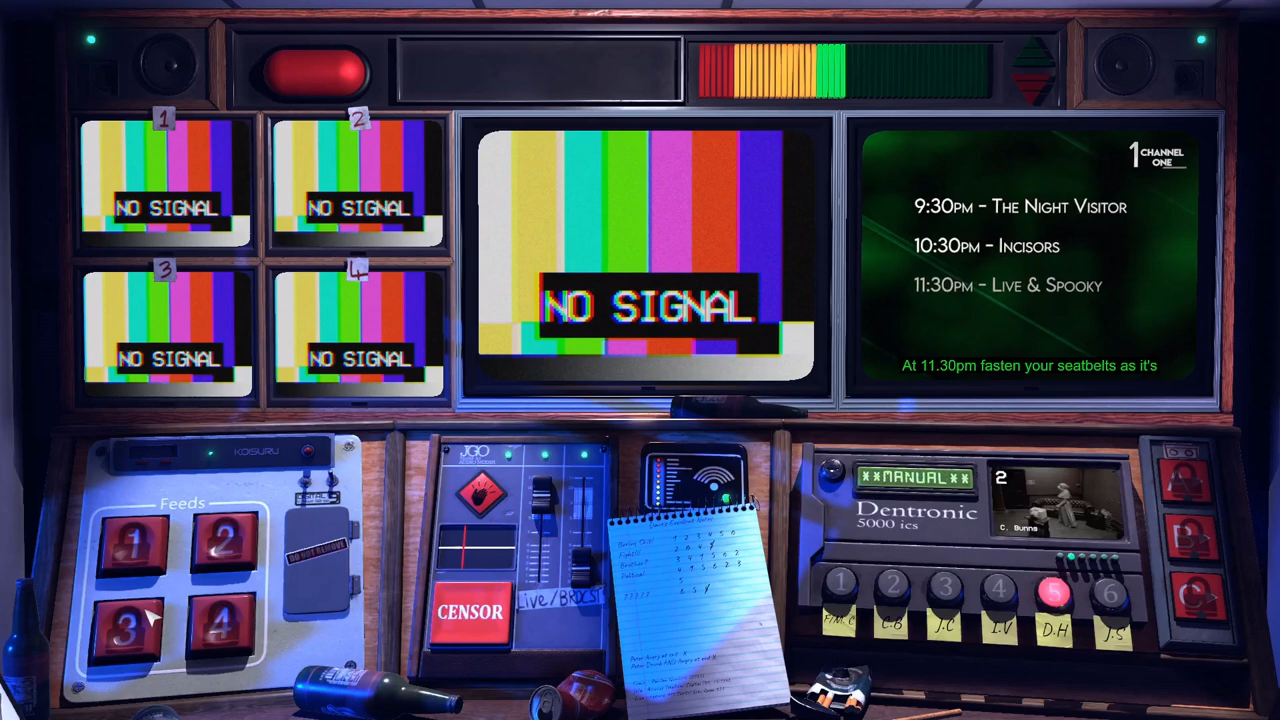 1
2
NO SIGNAL
NO SIGNAL
3
4
NO SIGNAL
NO SIGNAL
NO SIGNAL
1 CHANNEL
ONE
9:30PM - THE NIGHT VISITOR
10:30PM - INCISORS
11:30PM - LIVE & SPOOKY
At 11.30pm fasten your seatbelts as it's
KOSURU
Feeds
1
2
3
4
DO NOT REMOVE
JGO
CENSOR
Live/BRDCST
**MANUAL**
Dentronic
5000 ics
2
C. Bunns
1
2
3
4
5
6
F/M.C
C.B
J.C
I.V
D.H
J.S
A
B
C